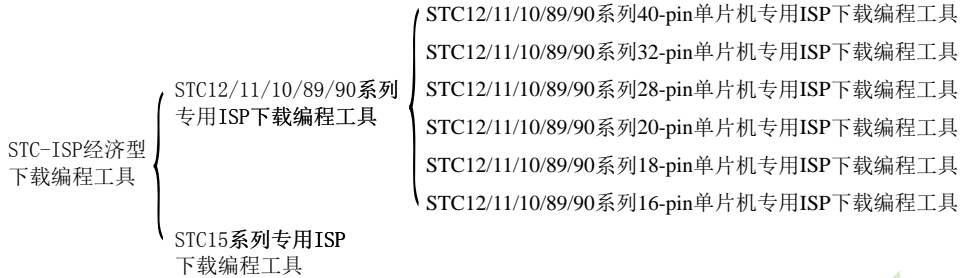 STC-ISP经济型
下载编程工具
STC12/11/10/89/90系列
专用ISP下载编程工具
STC12/11/10/89/90系列40-pin单片机专用ISP下载编程工具
STC12/11/10/89/90系列32-pin单片机专用ISP下载编程工具
STC12/11/10/89/90系列28-pin单片机专用ISP下载编程工具
STC12/11/10/89/90系列20-pin单片机专用ISP下载编程工具
STC12/11/10/89/90系列18-pin单片机专用ISP下载编程工具
STC12/11/10/89/90系列16-pin单片机专用ISP下载编程工具
STC15系列专用ISP
下载编程工具